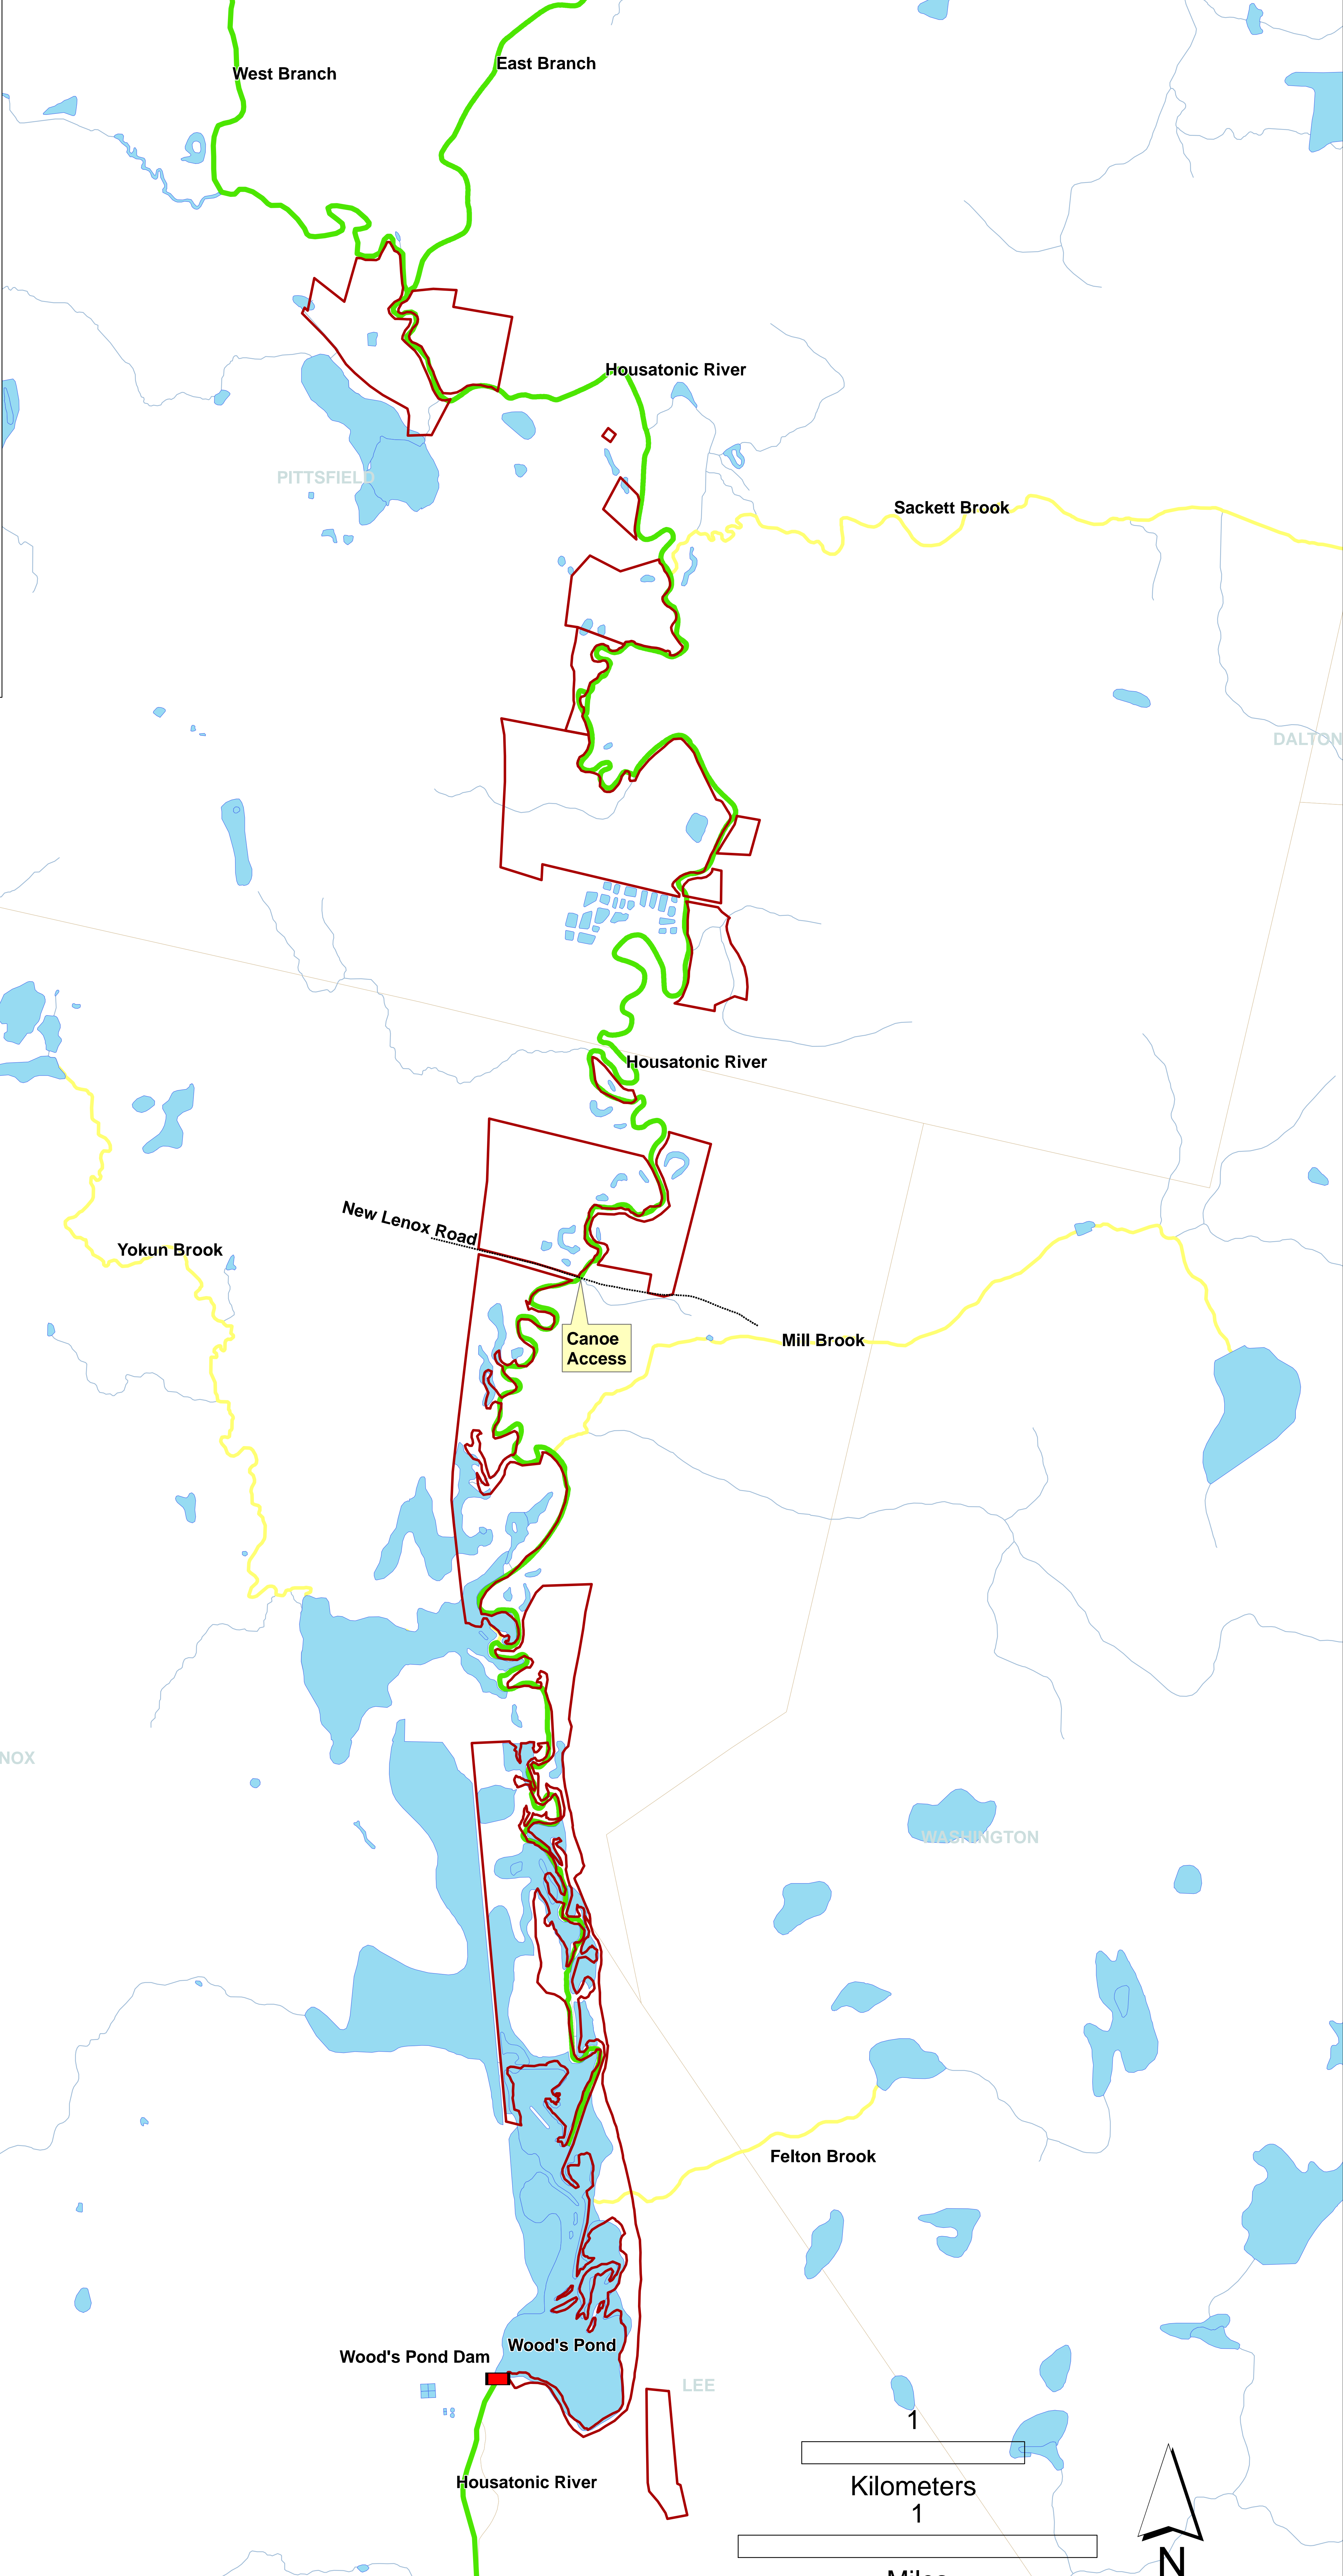 East Branch
West Branch
Housatonic River
PITTSFIELD
Sackett Brook
DALTON
Housatonic River
New Lenox Road
Yokun Brook
Canoe
Access
Mill Brook
NOX
WASHINGTON
Felton Brook
Wood's Pond
Wood's Pond Dam
LEE
1
Kilometers
Housatonic River
1
Miles
N